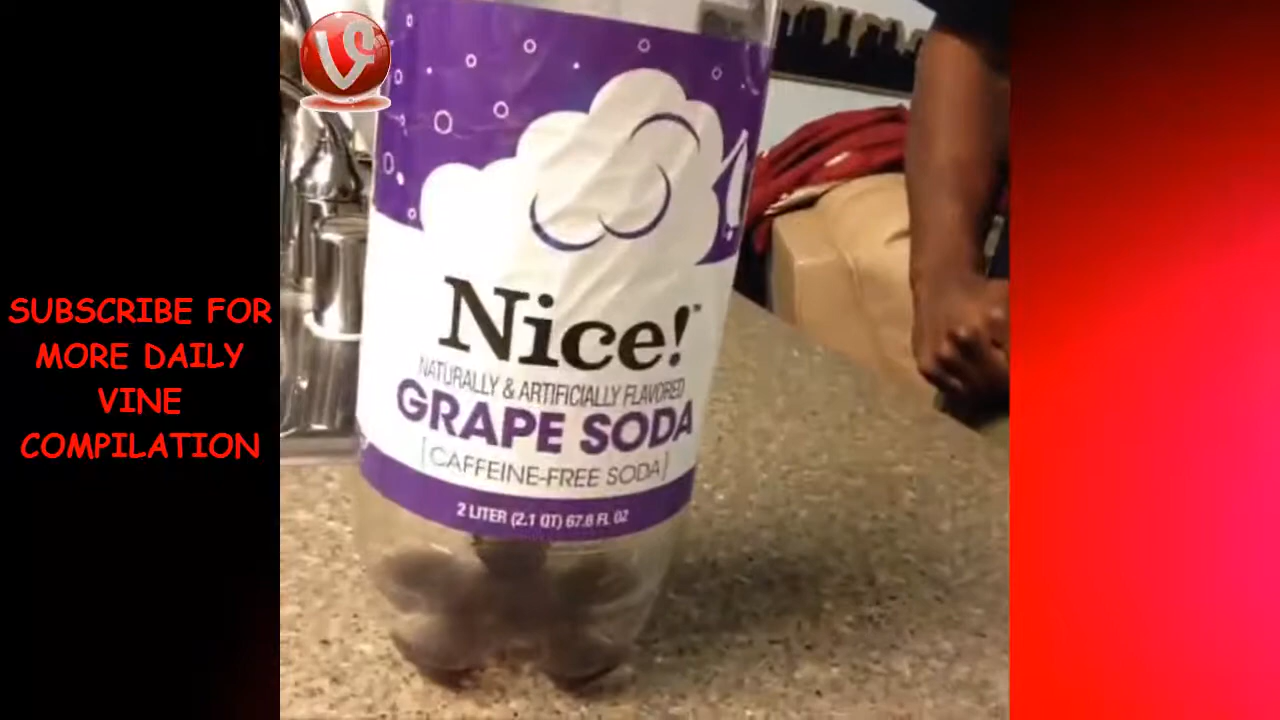 SUBSCRIBE FOR
MORE DAILY
VINE
COMPILATION
Nice!™
NATURALLY & ARTIFICIALLY FLAVORED
GRAPE SODA
[CAFFEINE-FREE SODA]
2 LITER (2.1 QT) 67.6 FL OZ